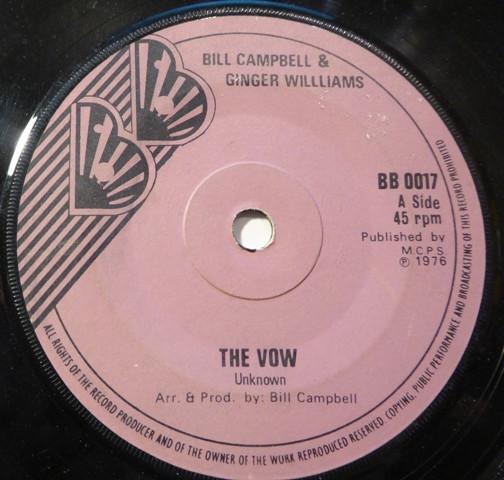 BILL CAMPBELL &
GINGER WILLLIAMS
BB 0017
A Side
45 rpm
Published by
M.C.P.S
℗ 1976
THE VOW
Unknown
Arr. & Prod. by: Bill Campbell
ALL RIGHTS OF THE RECORD PRODUCER AND OF THE OWNER OF THE WORK REPRODUCED RESERVED. COPYING, PUBLIC PERFORMANCE AND BROADCASTING OF THIS RECORD PROHIBITED